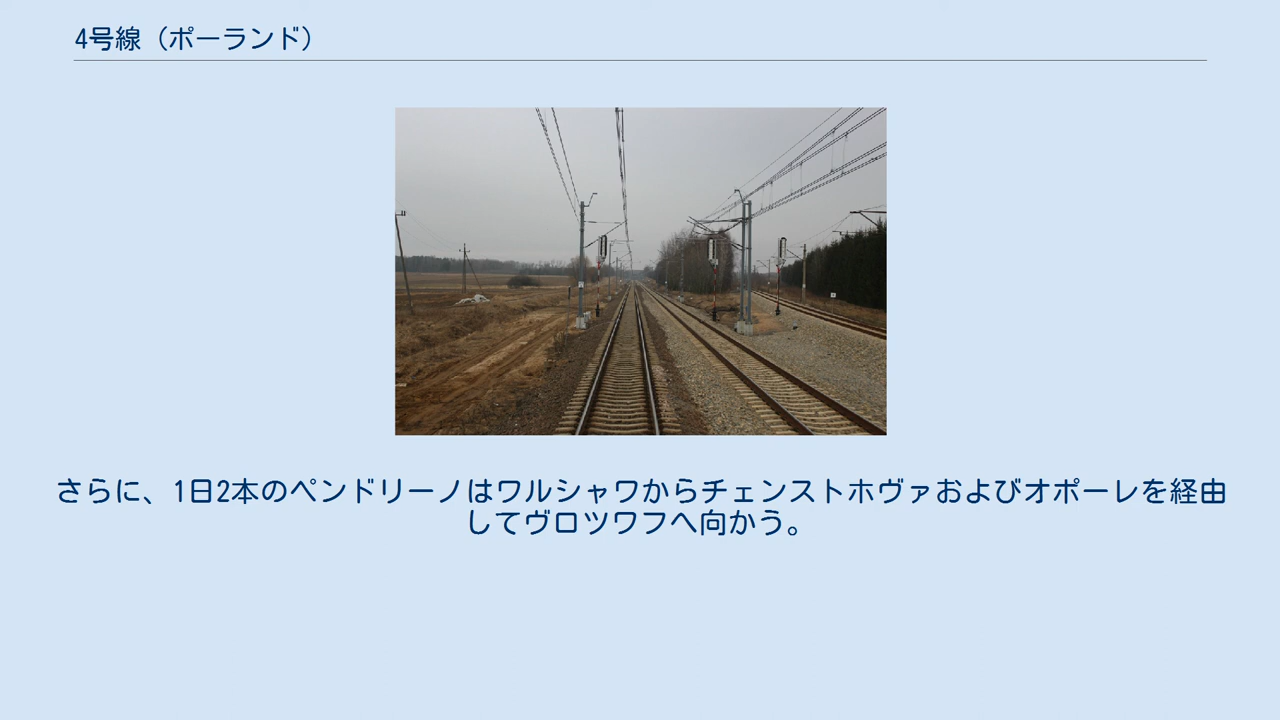 4号線（ポーランド）
さらに、1日2本のペンドリーノはワルシャワからチェンストホヴァおよびオポーレを経由
してヴロツワフへ向かう。